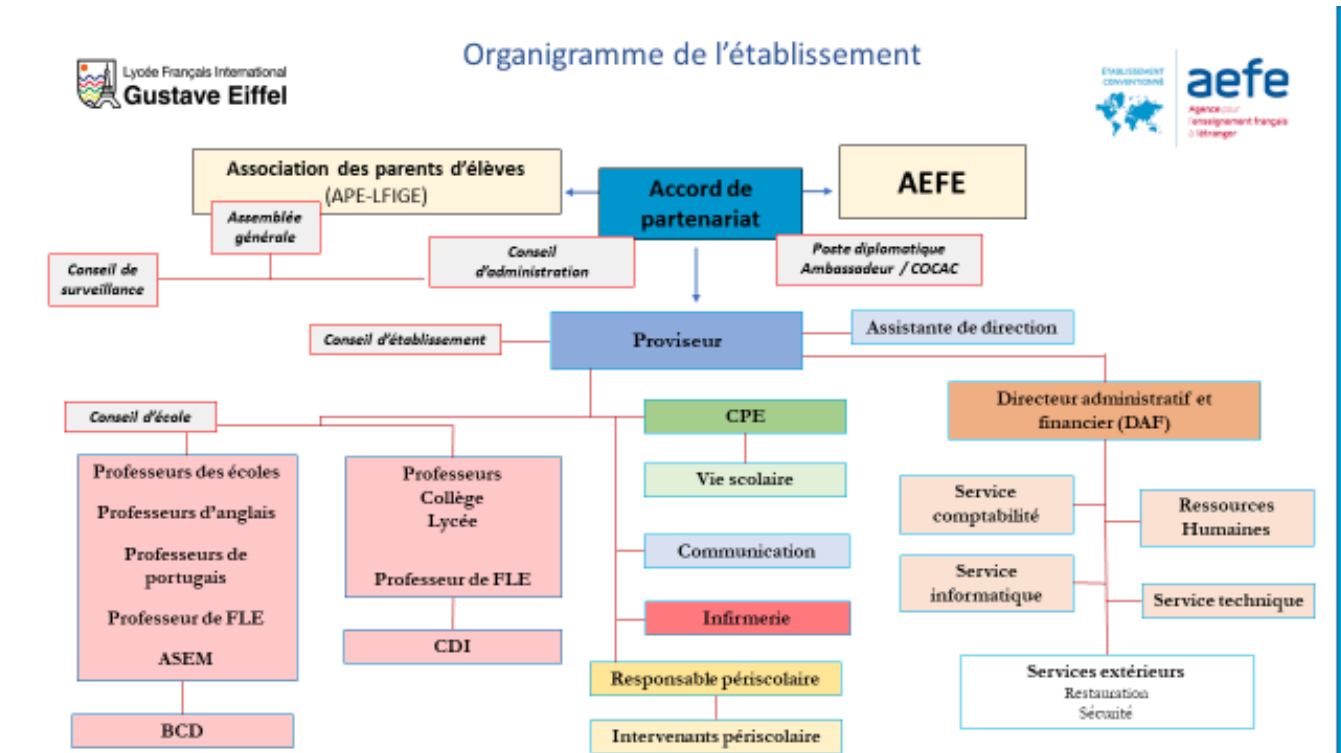 Organigramme de l'établissement
Lycée Français International
Gustave Eiffel
ÉTABLISSEMENT
CONVENTIONNÉ
aefe
Agence pour
l'enseignement français
à l'étranger
Association des parents d'élèves
(APE-LFIGE)
Accord de
partenariat
AEFE
Assemblée
générale
Conseil de
surveillance
Conseil
d'administration
Poste diplomatique
Ambassadeur / COCAC
Conseil d'établissement
Proviseur
Assistante de direction
Directeur administratif et
financier (DAF)
Conseil d'école
CPE
Professeurs des écoles
Professeurs d'anglais
Professeurs de
portugais
Professeur de FLE
ASEM
BCD
Professeurs
Collège
Lycée
Professeur de FLE
CDI
Vie scolaire
Communication
Infirmerie
Responsable périscolaire
Intervenants périscolaire
Service
comptabilité
Ressources
Humaines
Service
informatique
Service technique
Services extérieurs
Restauration
Sécurité